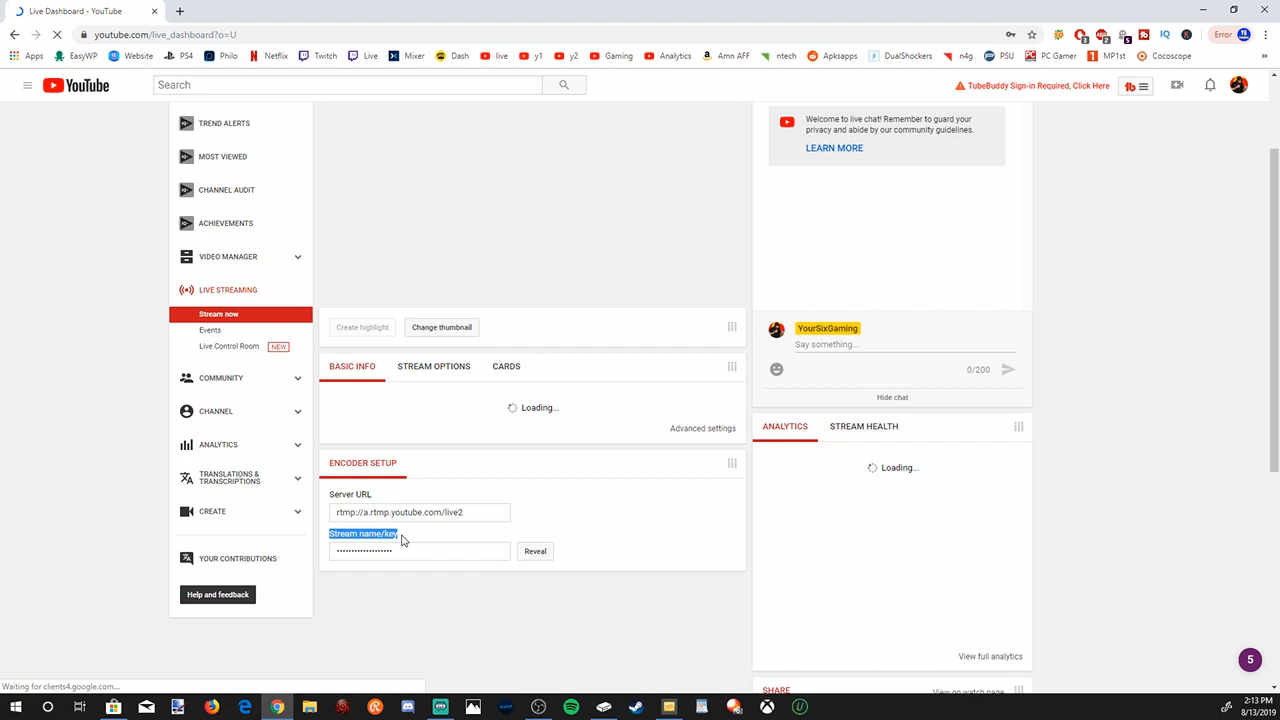 Live Dashboard - YouTube
youtube.com/live_dashboard?o=U
Error
Apps
EasyWP
Website
PS4
Philo
Netflix
Twitch
Live
Mixer
Dash
live
y1
y2
Gaming
Analytics
Amn AFF
ntech
Apksapps
DualShockers
n4g
PSU
PC Gamer
MP1st
Cocoscope
YouTube
Search
TubeBuddy Sign-in Required, Click Here
TREND ALERTS
MOST VIEWED
CHANNEL AUDIT
ACHIEVEMENTS
VIDEO MANAGER
LIVE STREAMING
Stream now
Events
Live Control Room NEW
COMMUNITY
CHANNEL
ANALYTICS
TRANSLATIONS &
TRANSCRIPTIONS
CREATE
YOUR CONTRIBUTIONS
Help and feedback
Create highlight
Change thumbnail
BASIC INFO
STREAM OPTIONS
CARDS
Loading...
Advanced settings
ENCODER SETUP
Server URL
rtmp://a.rtmp.youtube.com/live2
Stream name/key
Reveal
Welcome to live chat! Remember to guard your
privacy and abide by our community guidelines.
LEARN MORE
YourSixGaming
Say something...
0/200
Hide chat
ANALYTICS
STREAM HEALTH
Loading...
View full analytics
5
SHARE
View on watch page
Waiting for clients4.google.com...
2:13 PM
8/13/2019